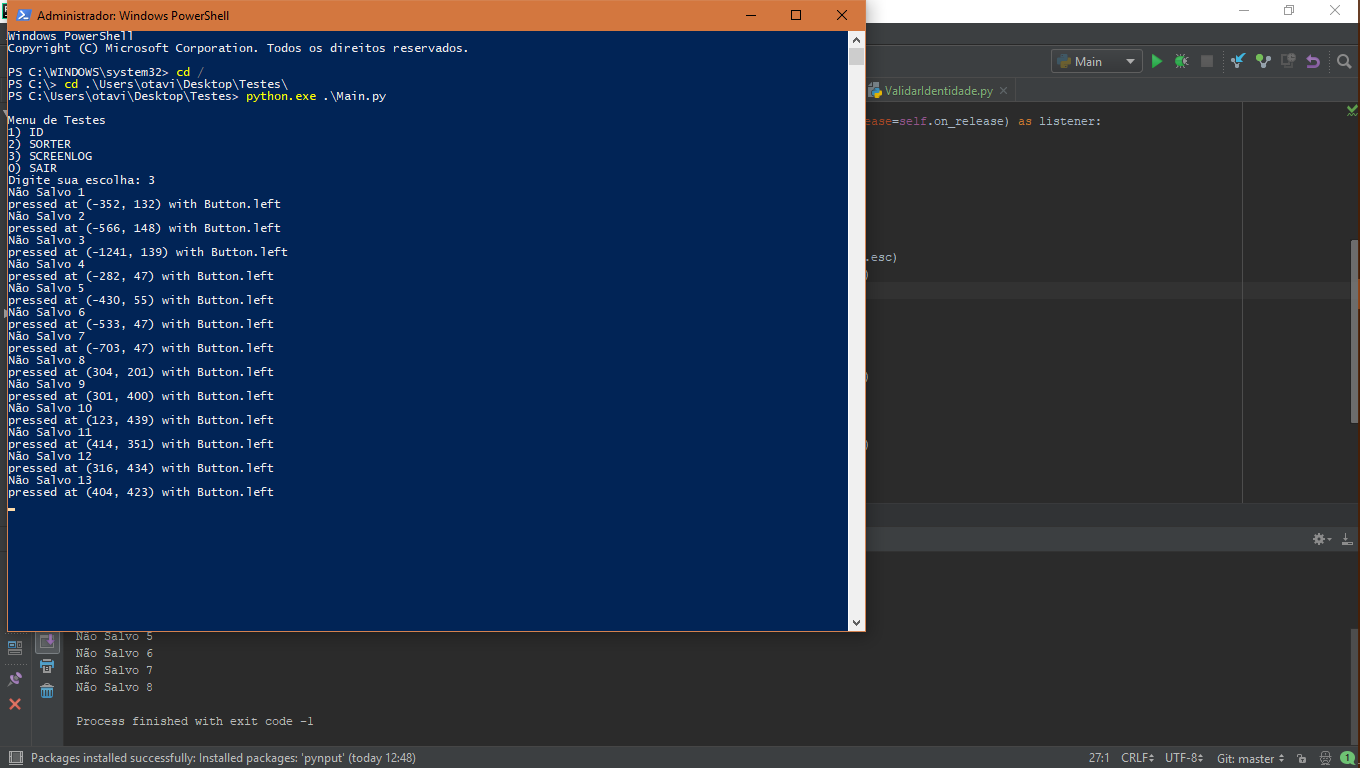 Administrador: Windows PowerShell
Windows PowerShell
Copyright (C) Microsoft Corporation. Todos os direitos reservados.
PS C:\WINDOWS\system32> cd /
PS C:\> cd .\Users\otavi\Desktop\Testes\
PS C:\Users\otavi\Desktop\Testes> python.exe .\Main.py
Menu de Testes
1) ID
2) SORTER
3) SCREENLOG
0) SAIR
Digite sua escolha: 3
Não Salvo 1
pressed at (-352, 132) with Button.left
Não Salvo 2
pressed at (-566, 148) with Button.left
Não Salvo 3
pressed at (-1241, 139) with Button.left
Não Salvo 4
pressed at (-282, 47) with Button.left
Não Salvo 5
pressed at (-430, 55) with Button.left
Não Salvo 6
pressed at (-533, 47) with Button.left
Não Salvo 7
pressed at (-703, 47) with Button.left
Não Salvo 8
pressed at (304, 201) with Button.left
Não Salvo 9
pressed at (301, 400) with Button.left
Não Salvo 10
pressed at (123, 439) with Button.left
Não Salvo 11
pressed at (414, 351) with Button.left
Não Salvo 12
pressed at (316, 434) with Button.left
Não Salvo 13
pressed at (404, 423) with Button.left
Main
ValidarIdentidade.py
ease=self.on_release) as listener:
.esc)
)
)
)
Não Salvo 5
Não Salvo 6
Não Salvo 7
Não Salvo 8
Process finished with exit code -1
Packages installed successfully: Installed packages: 'pynput' (today 12:48)
27:1 CRLF UTF-8 Git: master 1